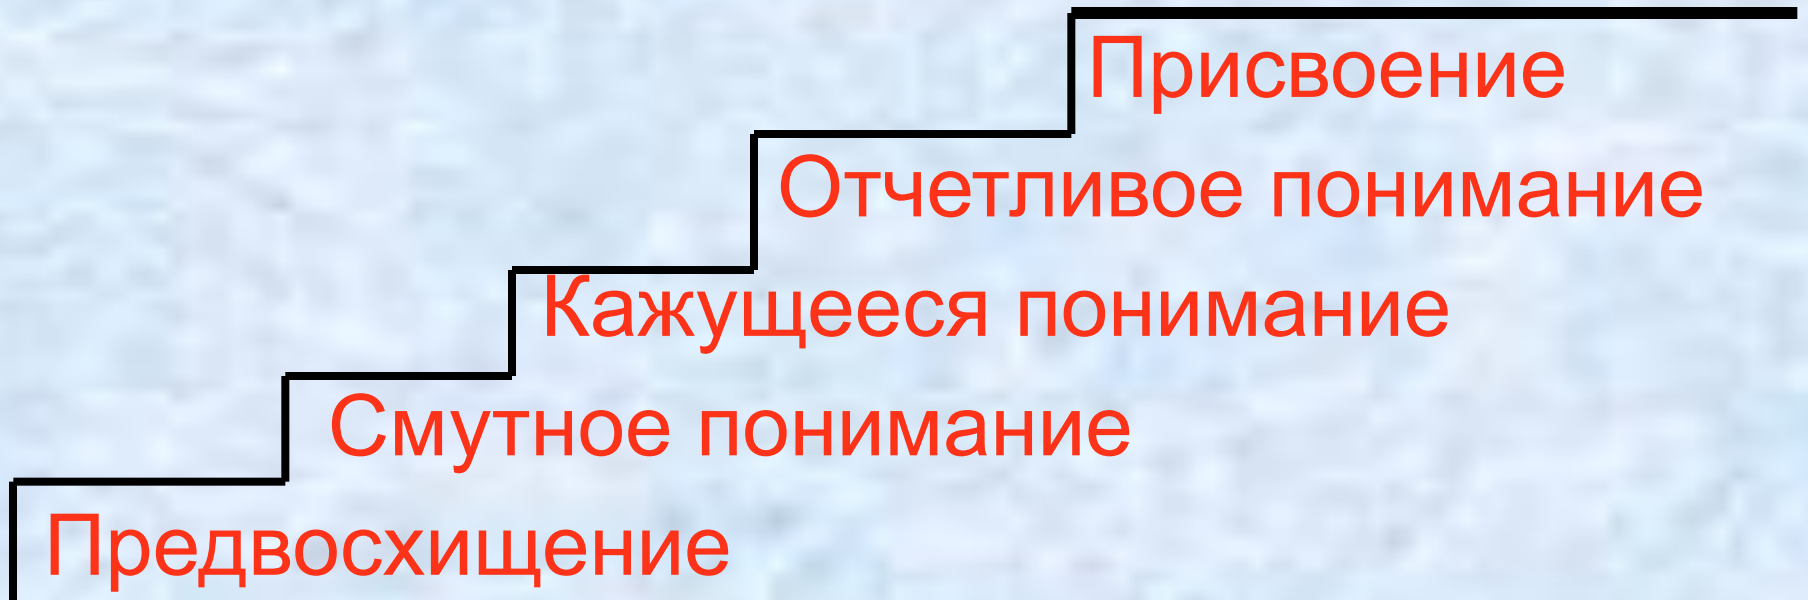 Присвоение
Отчетливое понимание
Кажущееся понимание
Смутное понимание
Предвосхищение